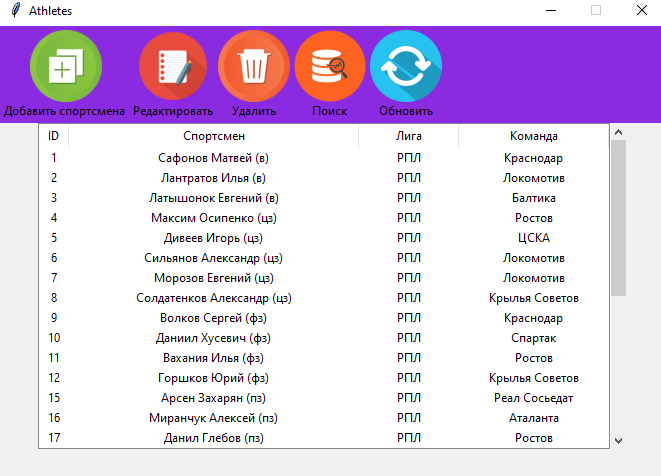 Athletes
Добавить спортсмена Редактировать Удалить Поиск Обновить
ID Спортсмен Лига Команда
1 Сафонов Матвей (в) РПЛ Краснодар
2 Лантратов Илья (в) РПЛ Локомотив
3 Латышонок Евгений (в) РПЛ Балтика
4 Максим Осипенко (цз) РПЛ Ростов
5 Дивеев Игорь (цз) РПЛ ЦСКА
6 Сильянов Александр (цз) РПЛ Локомотив
7 Морозов Евгений (цз) РПЛ Локомотив
8 Солдатенков Александр (цз) РПЛ Крылья Советов
9 Волков Сергей (фз) РПЛ Краснодар
10 Даниил Хусевич (фз) РПЛ Спартак
11 Вахания Илья (фз) РПЛ Ростов
12 Горшков Юрий (фз) РПЛ Крылья Советов
15 Арсен Захарян (пз) РПЛ Реал Сосьедат
16 Миранчук Алексей (пз) РПЛ Аталанта
17 Данил Глебов (пз) РПЛ Ростов